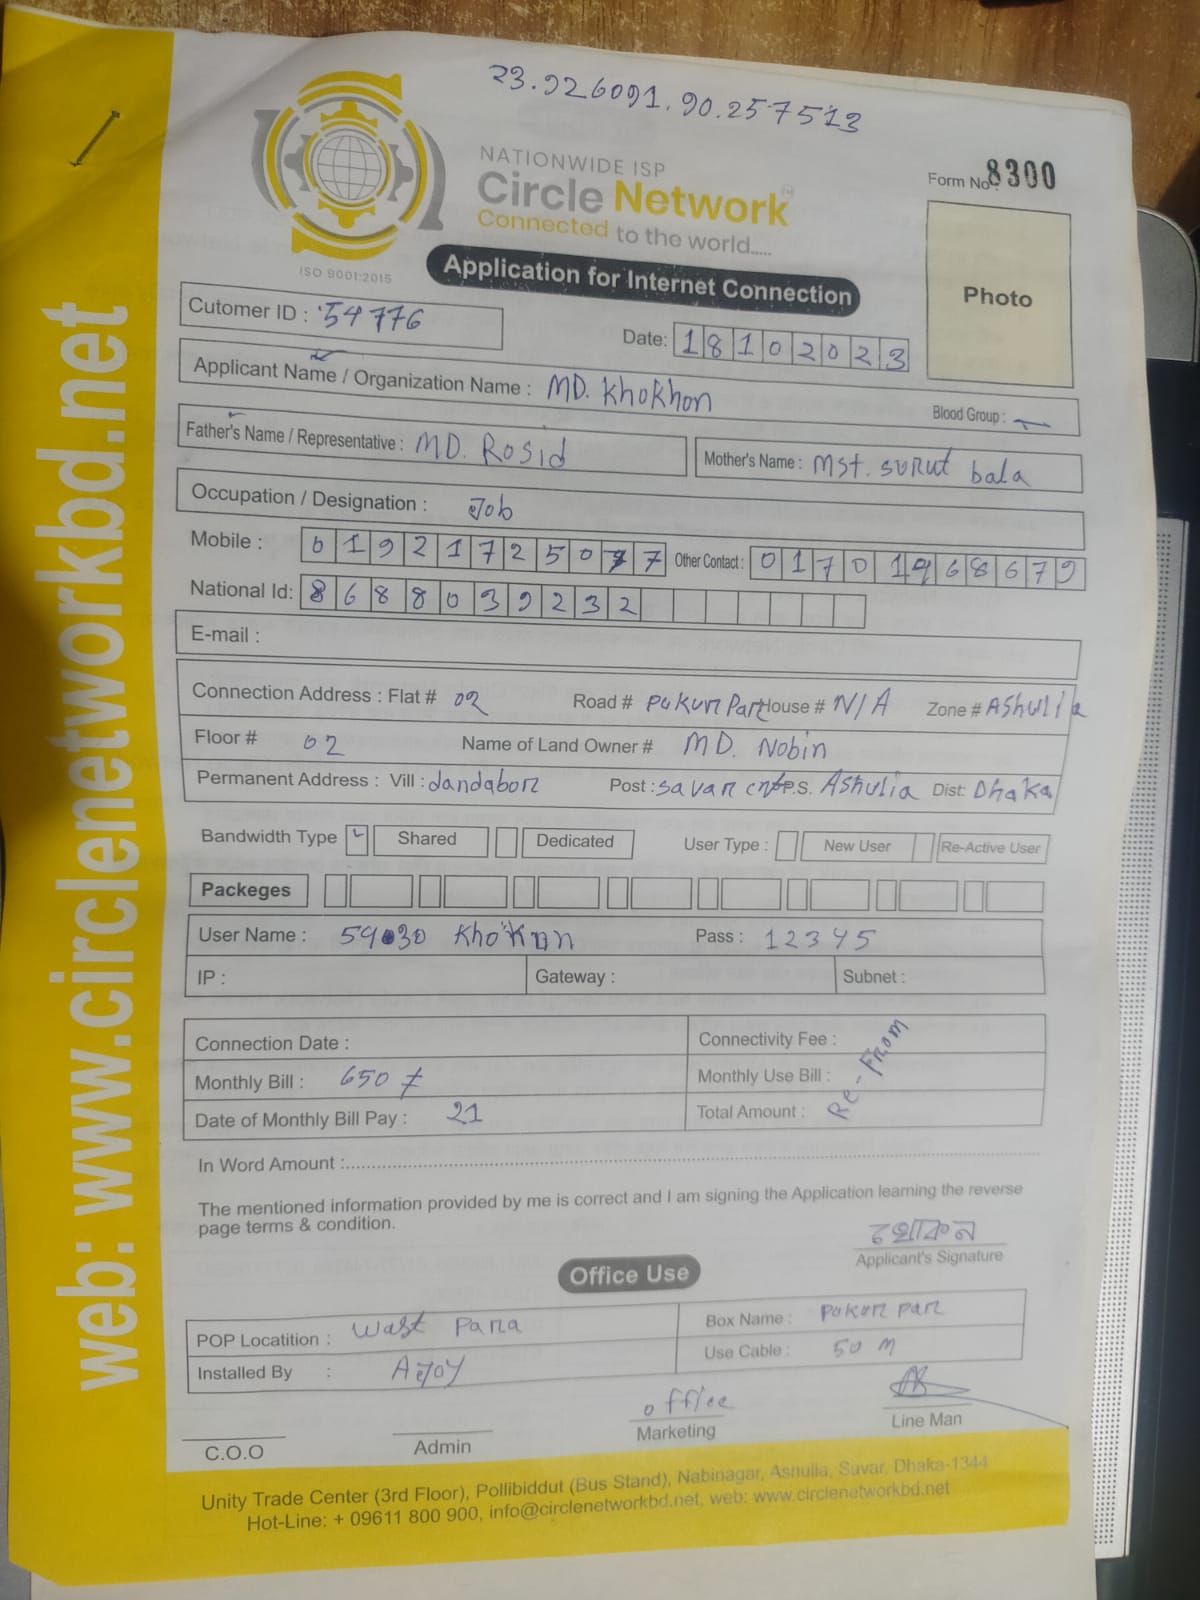 23.926091.90.257513
NATIONWIDE ISP
Circle Network
Connected to the world.....
ISO 9001:2015
Form No 8300
Photo
Application for Internet Connection
Cutomer ID : 54776
Date: 18102023
Applicant Name / Organization Name : MD. Khokhon
Blood Group :
Father's Name / Representative : MD. Rosid
Mother's Name : Mst. surut bala
Occupation / Designation : Job
Mobile : 01921725077 Other Contact : 01701968679
National Id: 8688039232
E-mail :
Connection Address : Flat # 02 Road # pukur Par House # N/A Zone # AShulia
Floor # 02 Name of Land Owner # MD. Nobin
Permanent Address : Vill : dandabor Post : savar P.S. AShulia Dist: Dhaka
Bandwidth Type Shared Dedicated User Type : New User Re-Active User
Packeges
User Name : 54030 Pass : 12345
IP : Gateway : Subnet :
Connection Date : Connectivity Fee :
Monthly Bill : 650 Monthly Use Bill :
Date of Monthly Bill Pay : 21 Total Amount :
Re-From
In Word Amount :
The mentioned information provided by me is correct and I am signing the Application learning the reverse
page terms & condition.
খোকন
Applicant's Signature
Office Use
POP Locatition : wast Para Box Name : Pukur par
Installed By : AJOY Use Cable : 50 M
office
C.O.O Admin Marketing Line Man
Unity Trade Center (3rd Floor), Pollibiddut (Bus Stand), Nabinagar, Ashulia, Savar, Dhaka-1344
Hot-Line: + 09611 800 900, info@circlenetworkbd.net, web: www.circlenetworkbd.net
web: www.circlenetworkbd.net